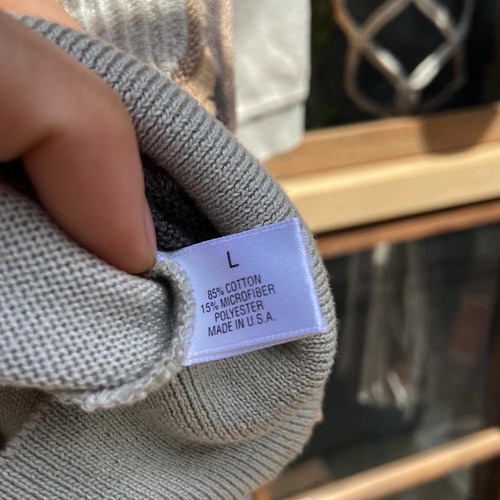 L
85% COTTON
15% MICROFIBER
POLYESTER
MADE IN U.S.A.